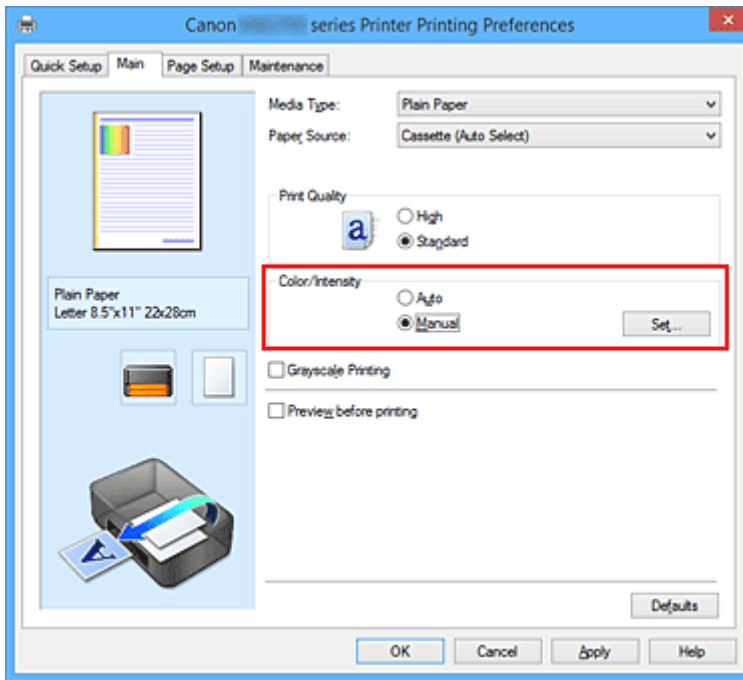 Canon series Printer Printing Preferences
Quick Setup Main Page Setup Maintenance
Media Type: Plain Paper
Paper Source: Cassette (Auto Select)
Print Quality
a
High
Standard
Color/Intensity
Auto
Manual
Set...
Plain Paper
Letter 8.5"x11" 22x28cm
Grayscale Printing
Preview before printing
A
Defaults
OK Cancel Apply Help